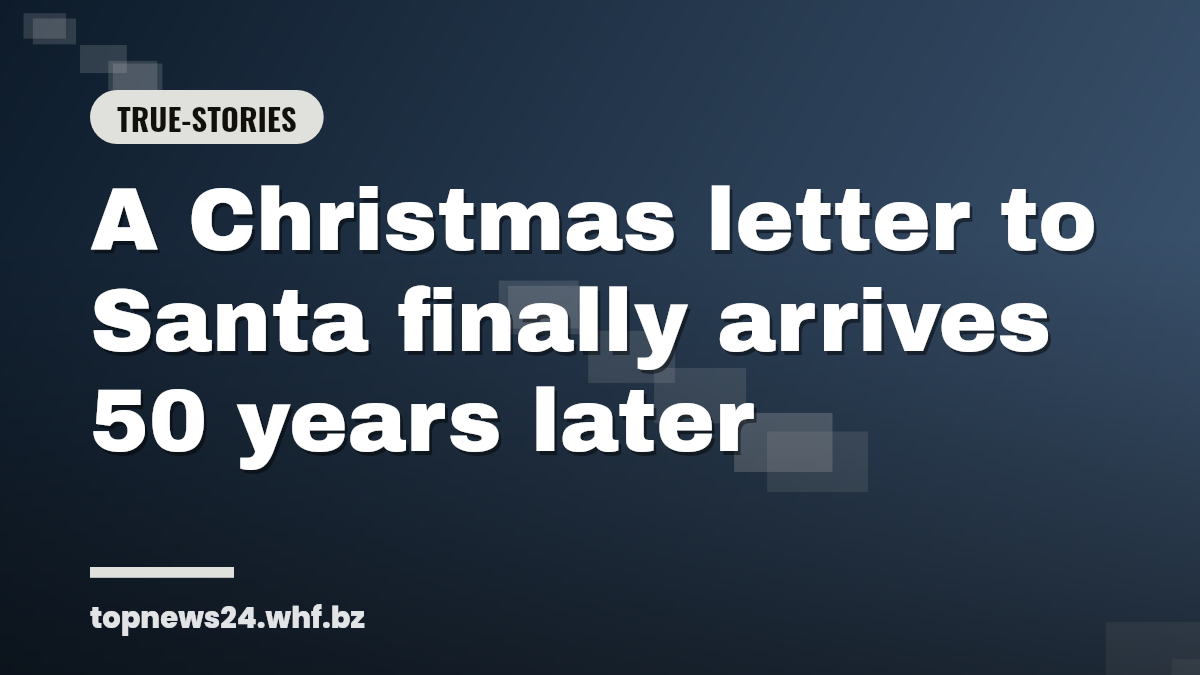 TRUE-STORIES
A Christmas letter to
Santa finally arrives
50 years later
topnews24.whf.bz